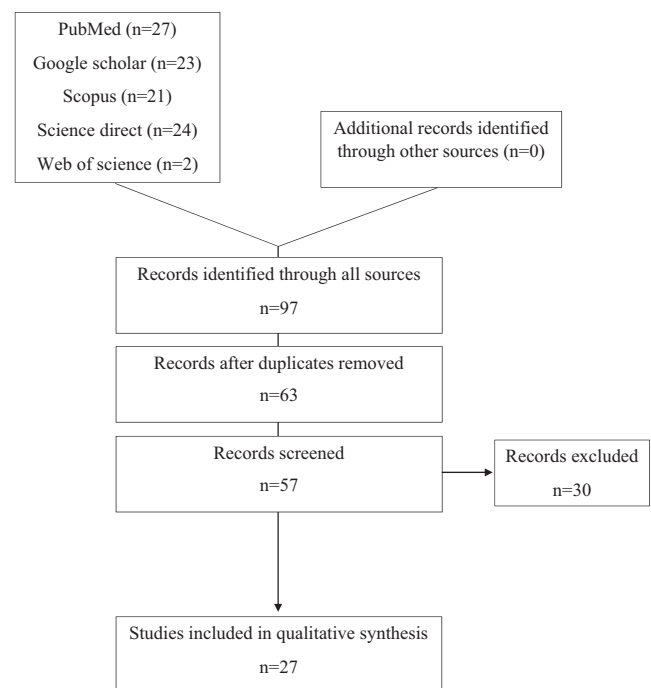 PubMed (n=27)
Google scholar (n=23)
Scopus (n=21)
Science direct (n=24)
Web of science (n=2)
Additional records identified
through other sources (n=0)
Records identified through all sources
n=97
Records after duplicates removed
n=63
Records screened
n=57
Records excluded
n=30
Studies included in qualitative synthesis
n=27